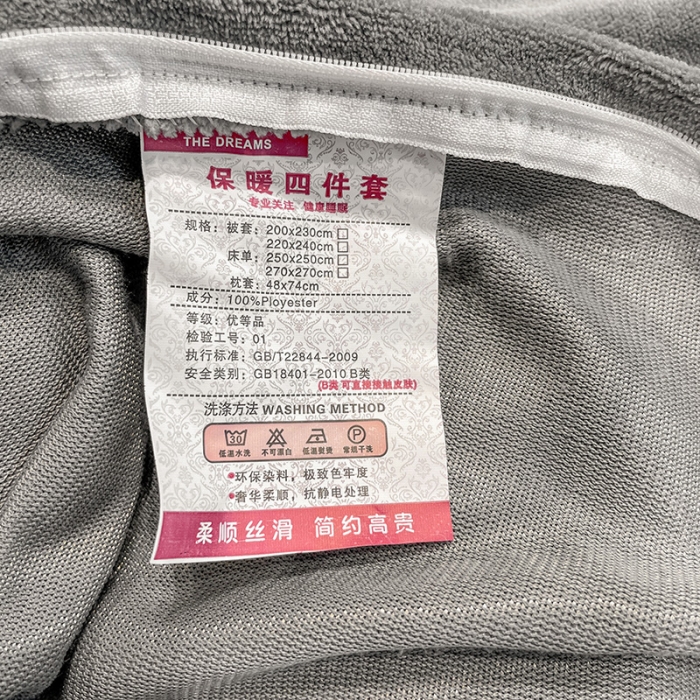 THE DREAMS
保暖四件套
专业关注 健康睡眠
规格：被套：200x230cm□
220x240cm□
床单：250x250cm□
270x270cm□
枕套：48x74cm
成分：100%Ployester
等级：优等品
检验工号：01
执行标准：GB/T22844-2009
安全类别：GB18401-2010 B类
(B类 可直接接触皮肤)
洗涤方法 WASHING METHOD
30 P
低温水洗 不可漂白 低温熨烫 常规干洗
•环保染料，极致色牢度
•奢华柔顺，抗静电处理
柔顺丝滑 简约高贵